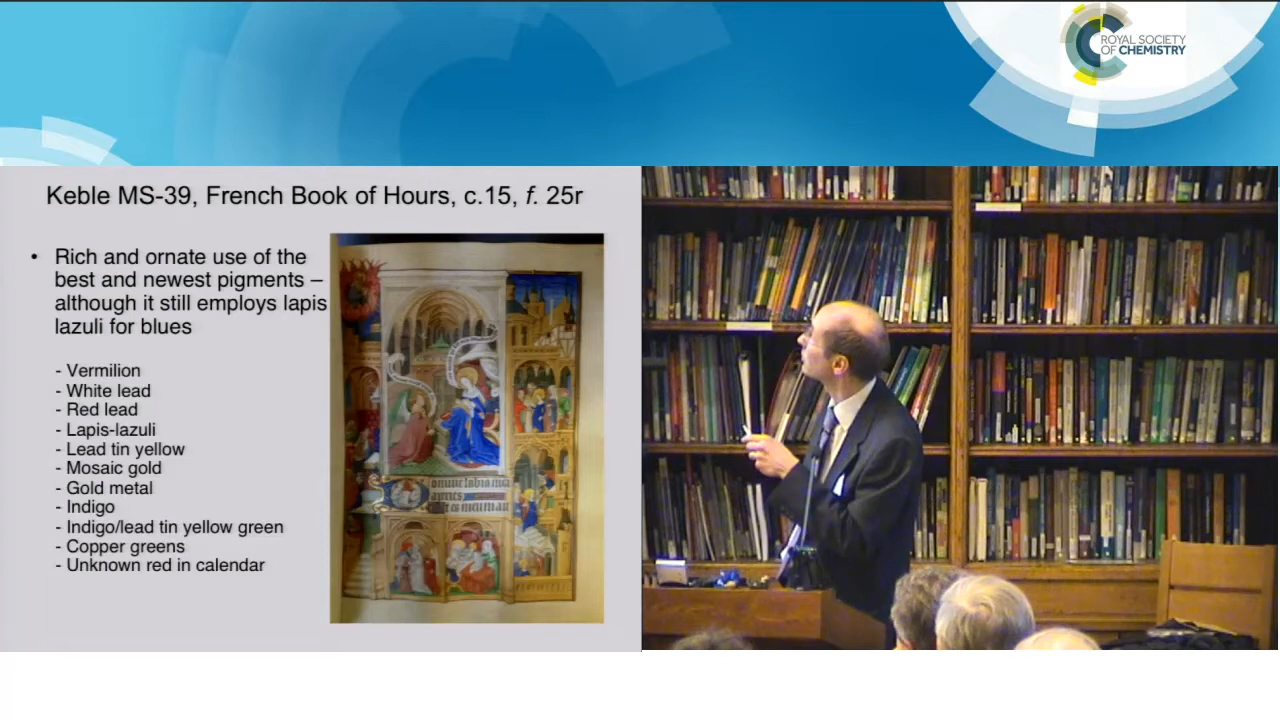 ROYAL SOCIETY
OF CHEMISTRY
Keble MS-39, French Book of Hours, c.15, f. 25r
• Rich and ornate use of the
best and newest pigments –
although it still employs lapis
lazuli for blues
- Vermilion
- White lead
- Red lead
- Lapis-lazuli
- Lead tin yellow
- Mosaic gold
- Gold metal
- Indigo
- Indigo/lead tin yellow green
- Copper greens
- Unknown red in calendar